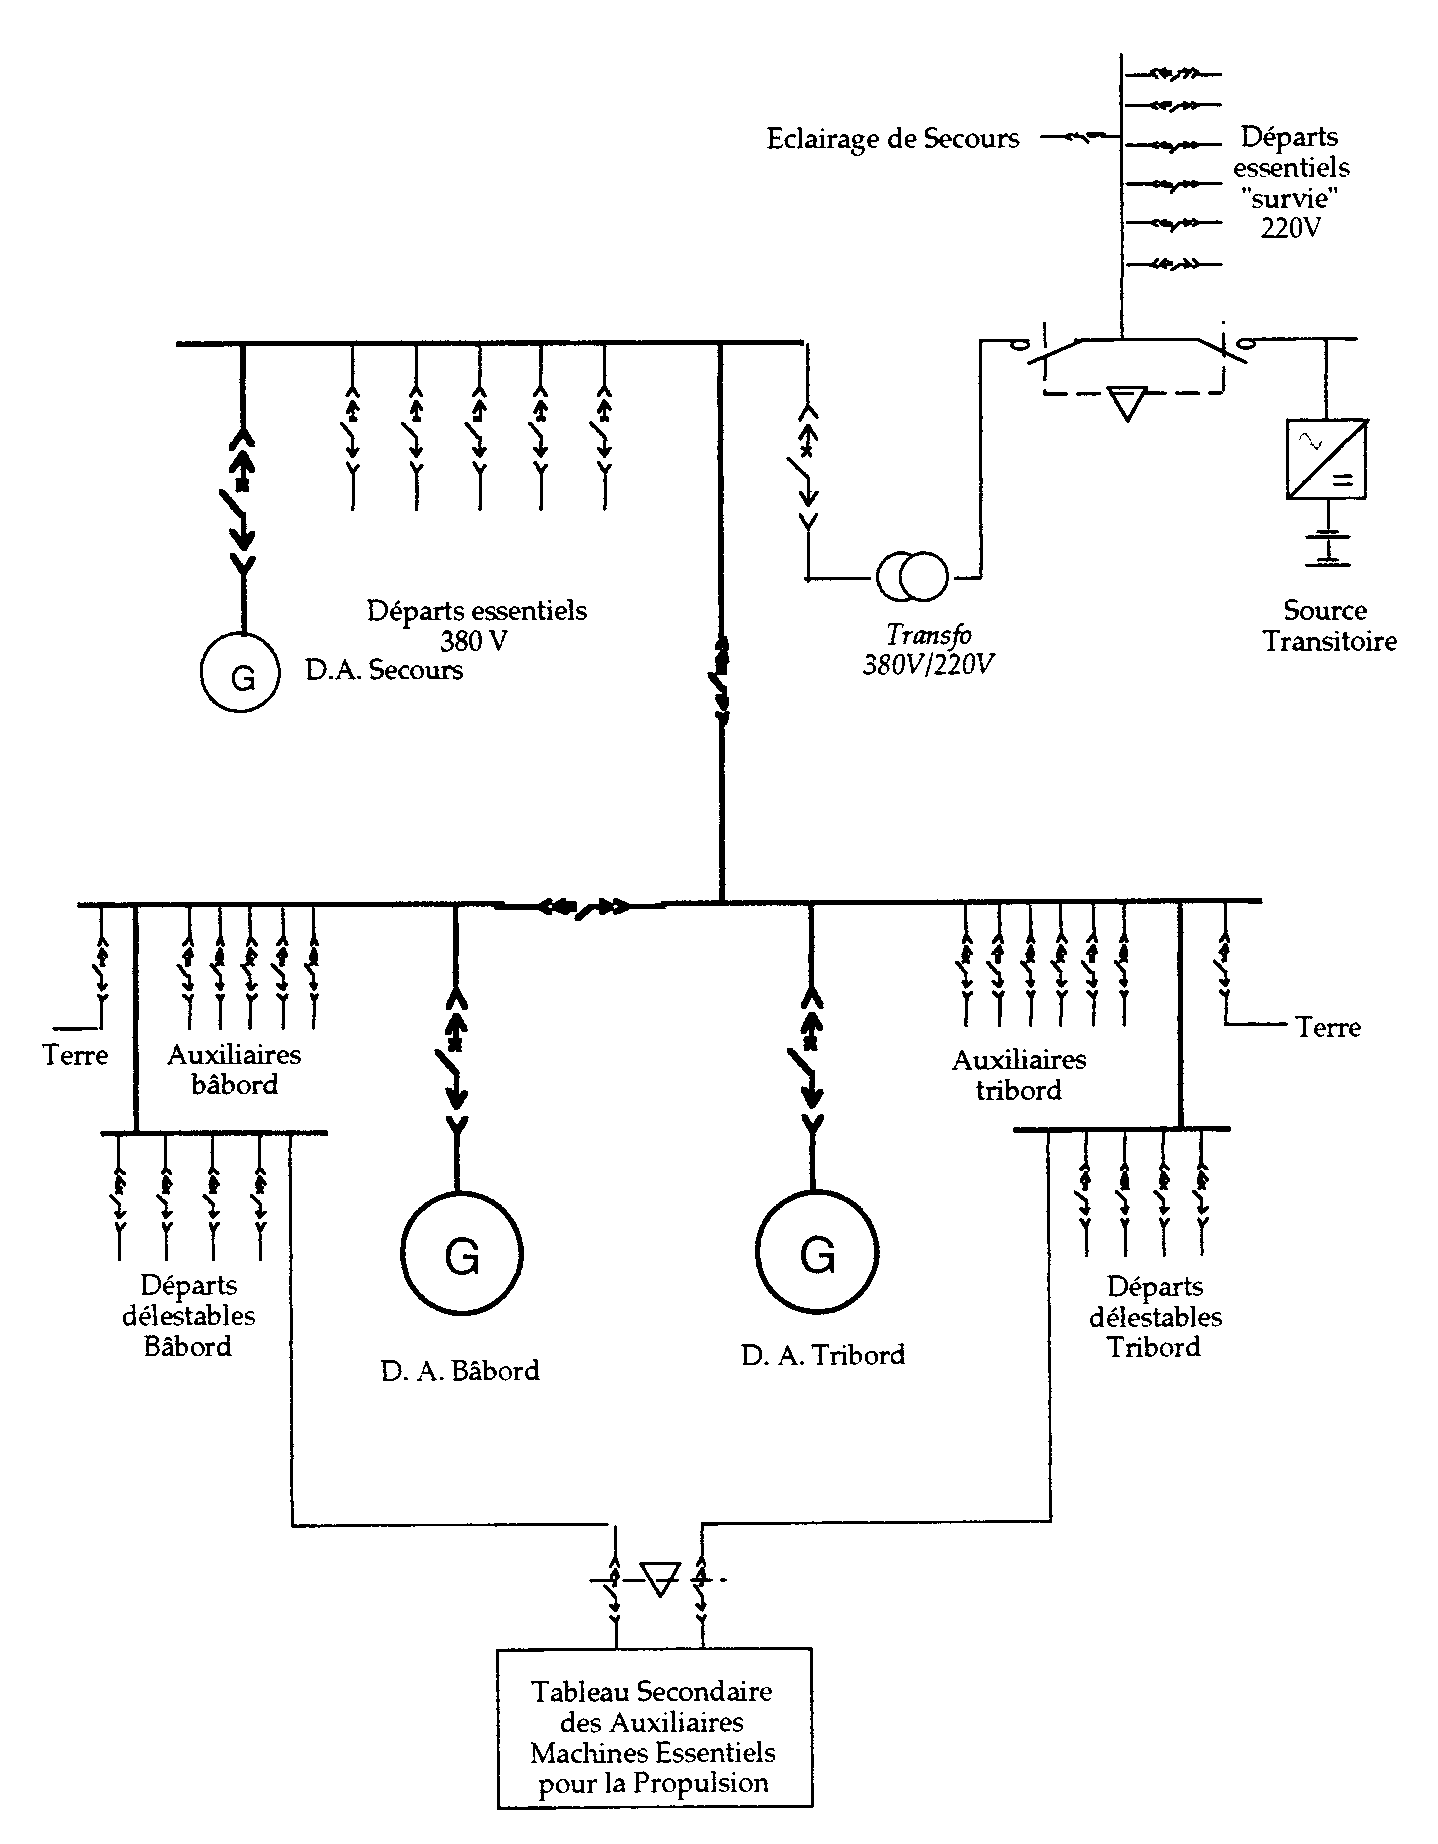 Eclairage de Secours
Départs
essentiels
"survie"
220V
Départs essentiels
380 V
G
D.A. Secours
Transfo
380V/220V
Source
Transitoire
Terre
Auxiliaires
bâbord
Auxiliaires
tribord
Terre
G
G
Départs
délestables
Bâbord
D. A. Bâbord
D. A. Tribord
Départs
délestables
Tribord
Tableau Secondaire
des Auxiliaires
Machines Essentiels
pour la Propulsion